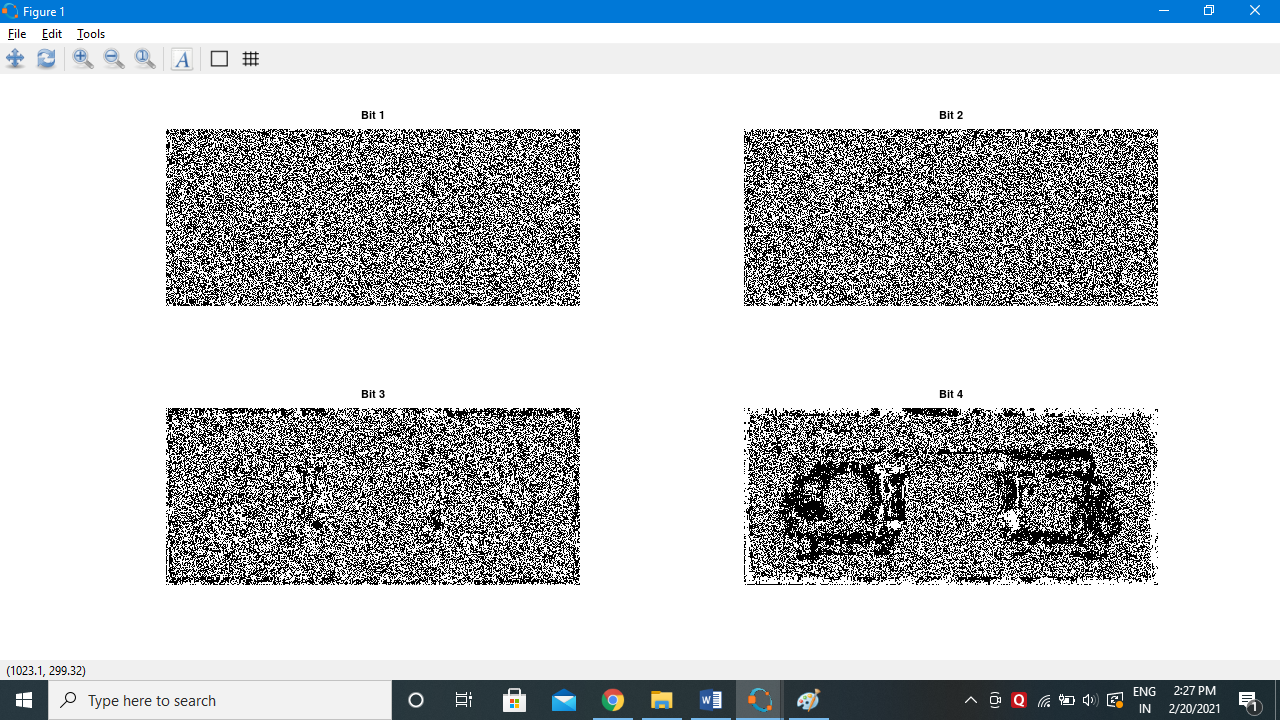 Figure 1
File Edit Tools
A
Bit 1
Bit 2
Bit 3
Bit 4
(1023.1, 299.32)
Type here to search
ENG
IN
2:27 PM
2/20/2021
1